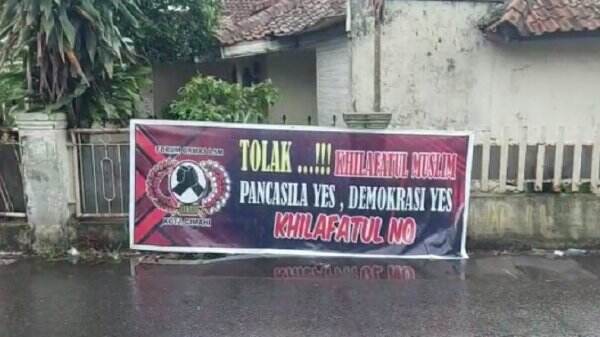 TOLAK ...!!! KHILAFATUL MUSLIM
PANCASILA YES , DEMOKRASI YES
KHILAFATUL NO
KOTA CIMAHI